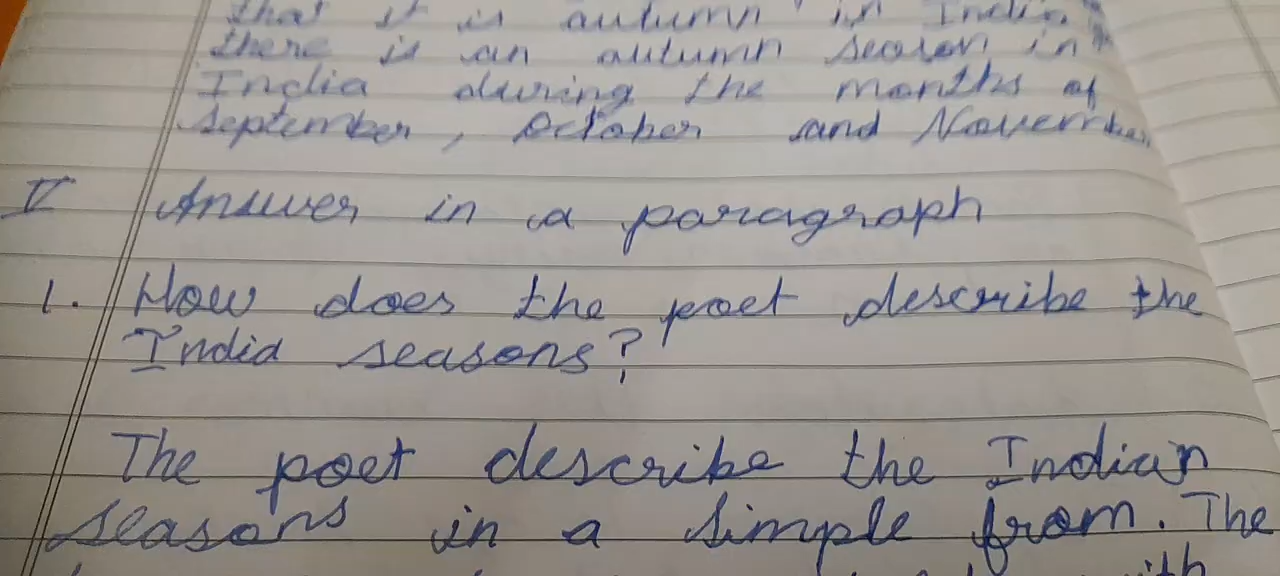 that it is autumn in India
there is an autumn season in
India during the months of
september, October and November
V Answer in a paragraph
1. How does the poet describe the
India seasons?
The poet describe the Indian
seasons in a simple from. The
with